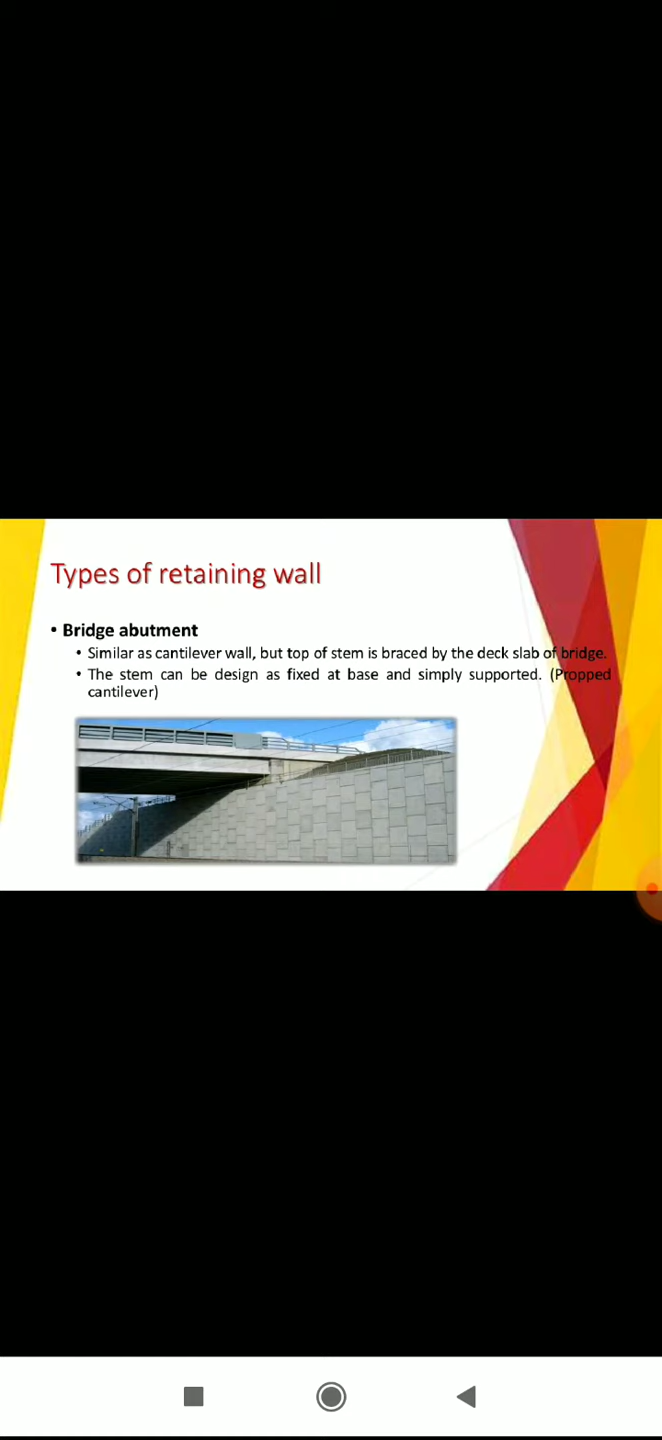 Types of retaining wall
• Bridge abutment
• Similar as cantilever wall, but top of stem is braced by the deck slab of bridge.
• The stem can be design as fixed at base and simply supported. (Propped
cantilever)